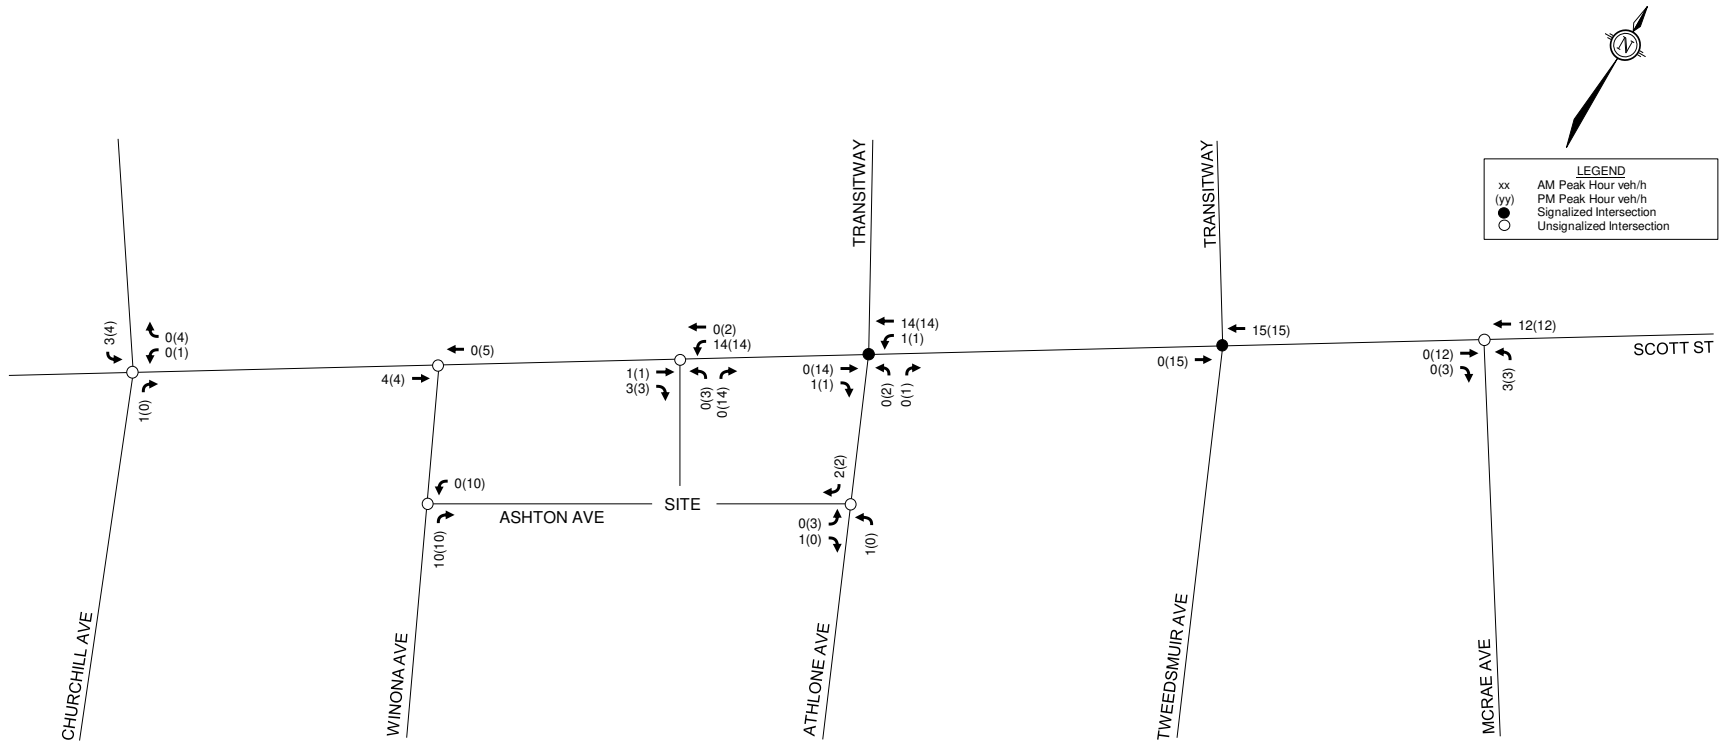 N
LEGEND
xx AM Peak Hour veh/h
(yy) PM Peak Hour veh/h
Signalized Intersection
Unsignalized Intersection
TRANSITWAY
TRANSITWAY
3(4)
0(4)
0(1)
1(0)
0(5)
4(4)
0(2)
14(14)
1(1)
3(3)
0(3)
0(14)
14(14)
1(1)
0(14)
1(1)
0(2)
0(1)
15(15)
0(15)
12(12)
0(12)
0(3)
3(3)
SCOTT ST
0(10)
10(10)
ASHTON AVE
SITE
2(2)
0(3)
1(0)
1(0)
CHURCHILL AVE
WINONA AVE
ATHLONE AVE
TWEEDSMUIR AVE
MCRAE AVE